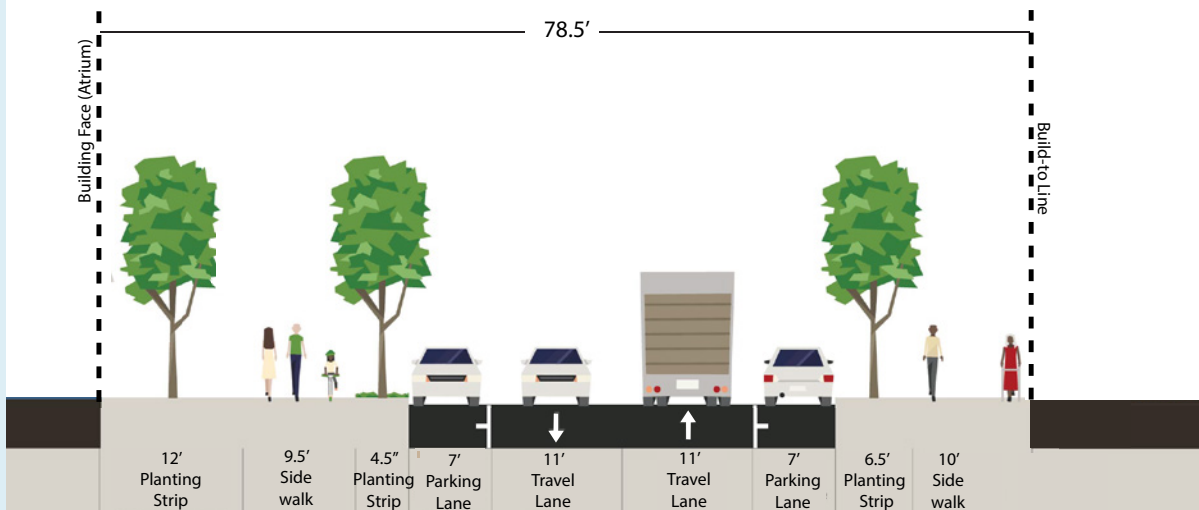 78.5’
Building Face (Atrium)
Build-to Line
12’
Planting
Strip
9.5’
Side
walk
4.5”
Planting
Strip
7’
Parking
Lane
11’
Travel
Lane
11’
Travel
Lane
7’
Parking
Lane
6.5’
Planting
Strip
10’
Side
walk